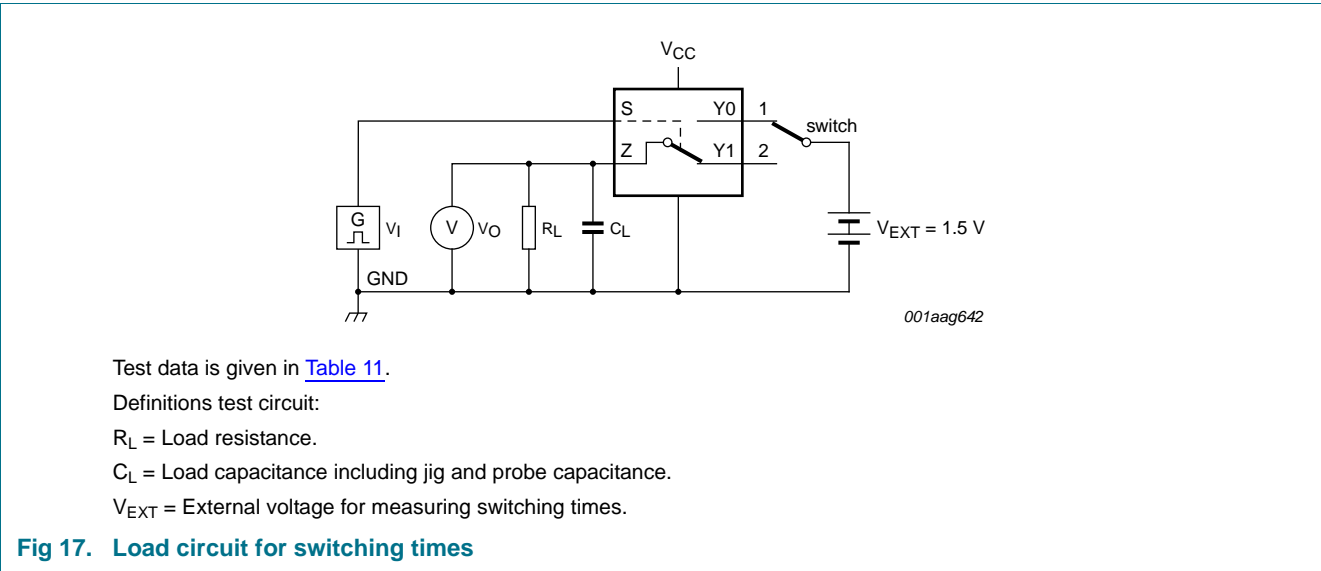 VCC
S
Y0
1
switch
Z
Y1
2
G
VI
V
VO
RL
CL
VEXT = 1.5 V
GND
001aag642
Test data is given in Table 11.
Definitions test circuit:
RL = Load resistance.
CL = Load capacitance including jig and probe capacitance.
VEXT = External voltage for measuring switching times.
Fig 17. Load circuit for switching times